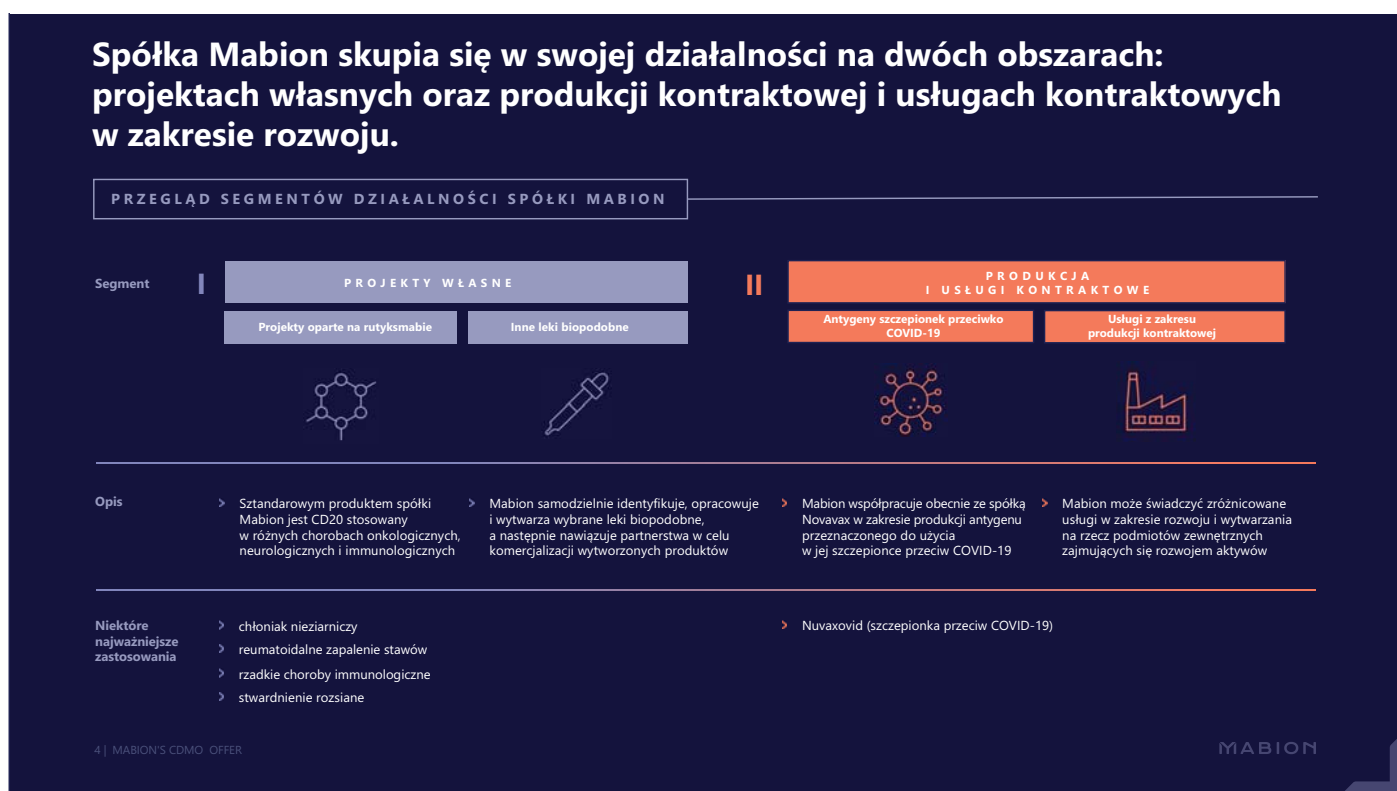 Spółka Mabion skupia się w swojej działalności na dwóch obszarach:
projektach własnych oraz produkcji kontraktowej i usługach kontraktowych
w zakresie rozwoju.
PRZEGLĄD SEGMENTÓW DZIAŁALNOŚCI SPÓŁKI MABION
Segment
I
PROJEKTY WŁASNE
Projekty oparte na rutyksmabie
Inne leki biopodobne
II
PRODUKCJA
I USŁUGI KONTRAKTOWE
Antygeny szczepionek przeciwko
COVID-19
Usługi z zakresu
produkcji kontraktowej
Opis
> Sztandarowym produktem spółki
Mabion jest CD20 stosowany
w różnych chorobach onkologicznych,
neurologicznych i immunologicznych
> Mabion samodzielnie identyfikuje, opracowuje
i wytwarza wybrane leki biopodobne,
a następnie nawiązuje partnerstwa w celu
komercjalizacji wytworzonych produktów
> Mabion współpracuje obecnie ze spółką
Novavax w zakresie produkcji antygenu
przeznaczonego do użycia
w jej szczepionce przeciw COVID-19
> Mabion może świadczyć zróżnicowane
usługi w zakresie rozwoju i wytwarzania
na rzecz podmiotów zewnętrznych
zajmujących się rozwojem aktywów
Niektóre
najważniejsze
zastosowania
> chłoniak nieziarniczy
> reumatoidalne zapalenie stawów
> rzadkie choroby immunologiczne
> stwardnienie rozsiane
> Nuvaxovid (szczepionka przeciw COVID-19)
4 | MABION'S CDMO OFFER
MABION